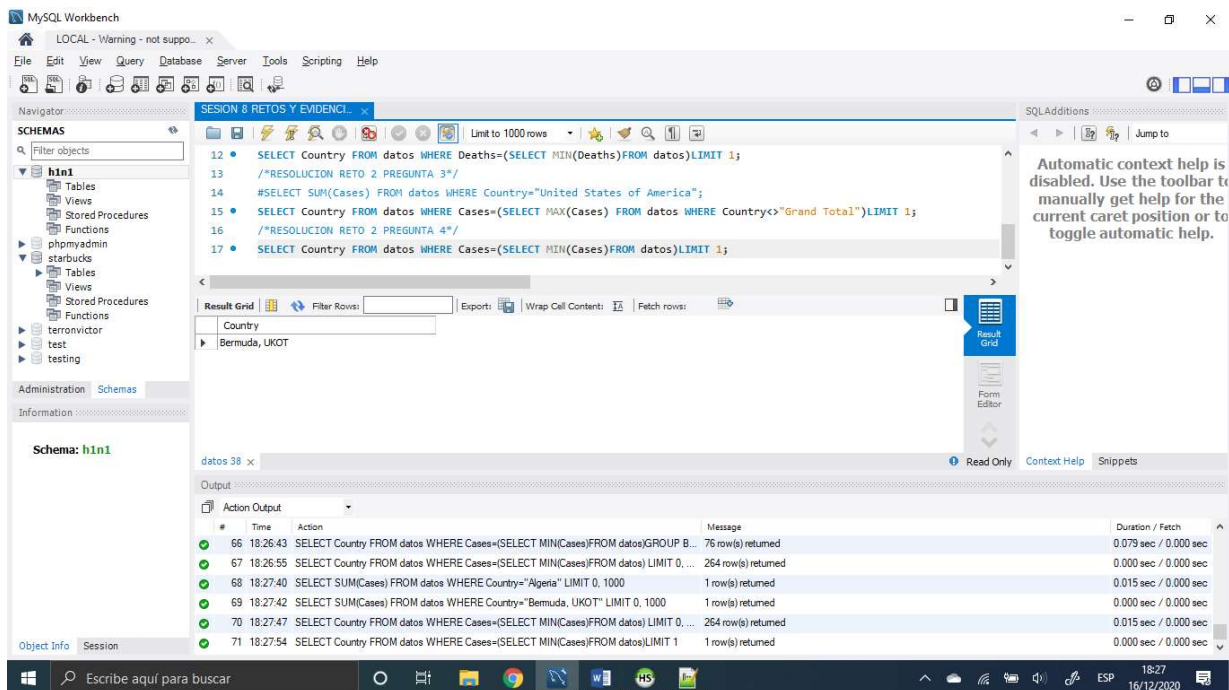 MySQL Workbench
LOCAL - Warning - not suppo...
File Edit View Query Database Server Tools Scripting Help
Navigator
SCHEMAS
Filter objects
h1n1
Tables
Views
Stored Procedures
Functions
phpmyadmin
starbucks
Tables
Views
Stored Procedures
Functions
terronvictor
test
testing
Administration Schemas
Information
Schema: h1n1
Object Info Session
SESION 8 RETOS Y EVIDENCI...
Limit to 1000 rows
12 SELECT Country FROM datos WHERE Deaths=(SELECT MIN(Deaths)FROM datos)LIMIT 1;
13 /*RESOLUCION RETO 2 PREGUNTA 3*/
14 #SELECT SUM(Cases) FROM datos WHERE Country="United States of America";
15 SELECT Country FROM datos WHERE Cases=(SELECT MAX(Cases) FROM datos WHERE Country<>"Grand Total")LIMIT 1;
16 /*RESOLUCION RETO 2 PREGUNTA 4*/
17 SELECT Country FROM datos WHERE Cases=(SELECT MIN(Cases)FROM datos)LIMIT 1;
Result Grid Filter Rows: Export: Wrap Cell Content: Fetch rows:
Country
Bermuda, UKOT
Result Grid
Form Editor
datos 38
Read Only
SQLAdditions
Jump to
Automatic context help is
disabled. Use the toolbar to
manually get help for the
current caret position or to
toggle automatic help.
Context Help Snippets
Output
Action Output
# Time Action Message Duration / Fetch
66 18:26:43 SELECT Country FROM datos WHERE Cases=(SELECT MIN(Cases)FROM datos)GROUP B... 76 row(s) returned 0.079 sec / 0.000 sec
67 18:26:55 SELECT Country FROM datos WHERE Cases=(SELECT MIN(Cases)FROM datos) LIMIT 0, ... 264 row(s) returned 0.000 sec / 0.000 sec
68 18:27:40 SELECT SUM(Cases) FROM datos WHERE Country="Algeria" LIMIT 0, 1000 1 row(s) returned 0.015 sec / 0.000 sec
69 18:27:42 SELECT SUM(Cases) FROM datos WHERE Country="Bermuda, UKOT" LIMIT 0, 1000 1 row(s) returned 0.000 sec / 0.000 sec
70 18:27:47 SELECT Country FROM datos WHERE Cases=(SELECT MIN(Cases)FROM datos) LIMIT 0, ... 264 row(s) returned 0.015 sec / 0.000 sec
71 18:27:54 SELECT Country FROM datos WHERE Cases=(SELECT MIN(Cases)FROM datos)LIMIT 1 1 row(s) returned 0.000 sec / 0.000 sec
Escribe aquí para buscar
ESP
18:27
16/12/2020